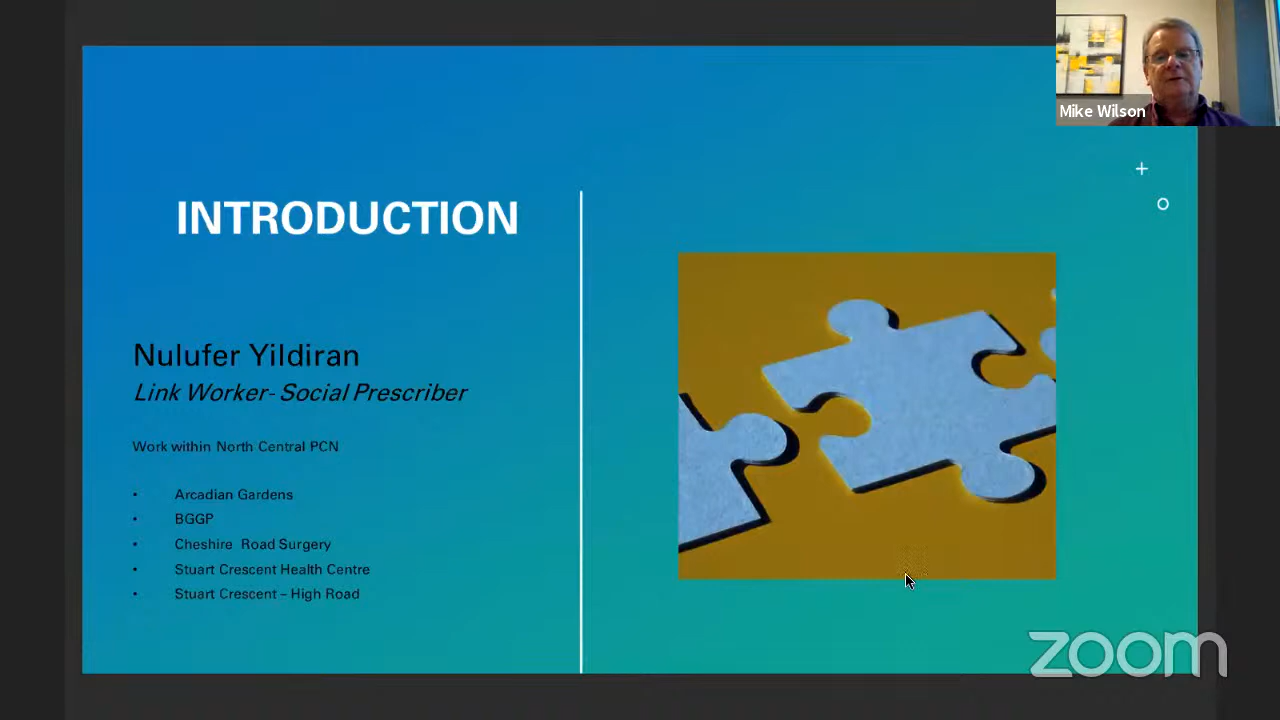 Mike Wilson
INTRODUCTION
Nulufer Yildiran
Link Worker- Social Prescriber
Work within North Central PCN
• Arcadian Gardens
• BGGP
• Cheshire Road Surgery
• Stuart Crescent Health Centre
• Stuart Crescent – High Road
zoom